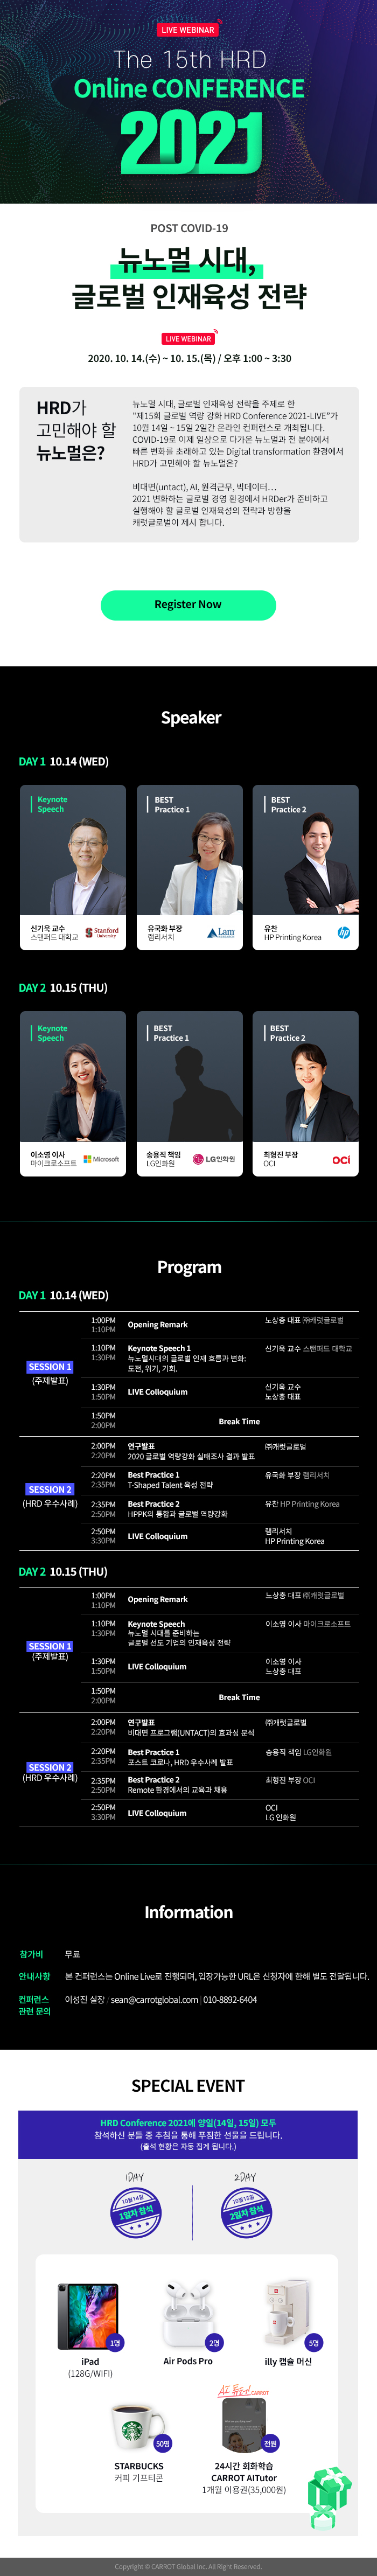 LIVE WEBINAR
The 15th HRD
Online CONFERENCE
2021
POST COVID-19
뉴노멀 시대,
글로벌 인재육성 전략
LIVE WEBINAR
2020. 10. 14.(수) ~ 10. 15.(목) / 오후 1:00 ~ 3:30
HRD가
고민해야 할
뉴노멀은?
뉴노멀 시대, 글로벌 인재육성 전략을 주제로 한
"제15회 글로벌 역량 강화 HRD Conference 2021-LIVE"가
10월 14일 ~ 15일 2일간 온라인 컨퍼런스로 개최됩니다.
COVID-19로 이제 일상으로 다가온 뉴노멀과 전 분야에서
빠른 변화를 초래하고 있는 Digital transformation 환경에서
HRD가 고민해야 할 뉴노멀은?
비대면(untact), AI, 원격근무, 빅데이터…
2021 변화하는 글로벌 경영 환경에서 HRDer가 준비하고
실행해야 할 글로벌 인재육성의 전략과 방향을
캐럿글로벌이 제시 합니다.
Register Now
Speaker
DAY 1 10.14 (WED)
Keynote
Speech
신기욱 교수
스탠퍼드 대학교
Stanford
University
BEST
Practice 1
유국화 부장
램리서치
Lam
BEST
Practice 2
유찬
HP Printing Korea
hp
DAY 2 10.15 (THU)
Keynote
Speech
이소영 이사
마이크로소프트
Microsoft
BEST
Practice 1
송용직 책임
LG인화원
LG인화원
BEST
Practice 2
최형진 부장
OCI
OCI
Program
DAY 1 10.14 (WED)
SESSION 1
(주제발표)
1:00PM
1:10PM
Opening Remark
노상충 대표 ㈜캐럿글로벌
1:10PM
1:30PM
Keynote Speech 1
뉴노멀시대의 글로벌 인재 흐름과 변화:
도전, 위기, 기회.
신기욱 교수 스탠퍼드 대학교
1:30PM
1:50PM
LIVE Colloquium
신기욱 교수
노상충 대표
1:50PM
2:00PM
Break Time
SESSION 2
(HRD 우수사례)
2:00PM
2:20PM
연구발표
2020 글로벌 역량강화 실태조사 결과 발표
㈜캐럿글로벌
2:20PM
2:35PM
Best Practice 1
T-Shaped Talent 육성 전략
유국화 부장 램리서치
2:35PM
2:50PM
Best Practice 2
HPPK의 통합과 글로벌 역량강화
유찬 HP Printing Korea
2:50PM
3:30PM
LIVE Colloquium
램리서치
HP Printing Korea
DAY 2 10.15 (THU)
SESSION 1
(주제발표)
1:00PM
1:10PM
Opening Remark
노상충 대표 ㈜캐럿글로벌
1:10PM
1:30PM
Keynote Speech
뉴노멀 시대를 준비하는
글로벌 선도 기업의 인재육성 전략
이소영 이사 마이크로소프트
1:30PM
1:50PM
LIVE Colloquium
이소영 이사
노상충 대표
1:50PM
2:00PM
Break Time
SESSION 2
(HRD 우수사례)
2:00PM
2:20PM
연구발표
비대면 프로그램(UNTACT)의 효과성 분석
㈜캐럿글로벌
2:20PM
2:35PM
Best Practice 1
포스트 코로나, HRD 우수사례 발표
송용직 책임 LG인화원
2:35PM
2:50PM
Best Practice 2
Remote 환경에서의 교육과 채용
최형진 부장 OCI
2:50PM
3:30PM
LIVE Colloquium
OCI
LG 인화원
Information
참가비 무료
안내사항 본 컨퍼런스는 Online Live로 진행되며, 입장가능한 URL은 신청자에 한해 별도 전달됩니다.
컨퍼런스
관련 문의
이성진 실장 / sean@carrotglobal.com | 010-8892-6404
SPECIAL EVENT
HRD Conference 2021에 양일(14일, 15일) 모두
참석하신 분들 중 추첨을 통해 푸짐한 선물을 드립니다.
(출석 현황은 자동 집계 됩니다.)
1DAY
10월14일
1일차 참석
2DAY
10월15일
2일차 참석
1명
iPad
(128G/WIFI)
2명
Air Pods Pro
5명
illy 캡슐 머신
50명
STARBUCKS
커피 기프티콘
AI 튜터 CARROT
전원
24시간 회화학습
CARROT AITutor
1개월 이용권(35,000원)
Copyright © CARROT Global Inc. All Right Reserved.